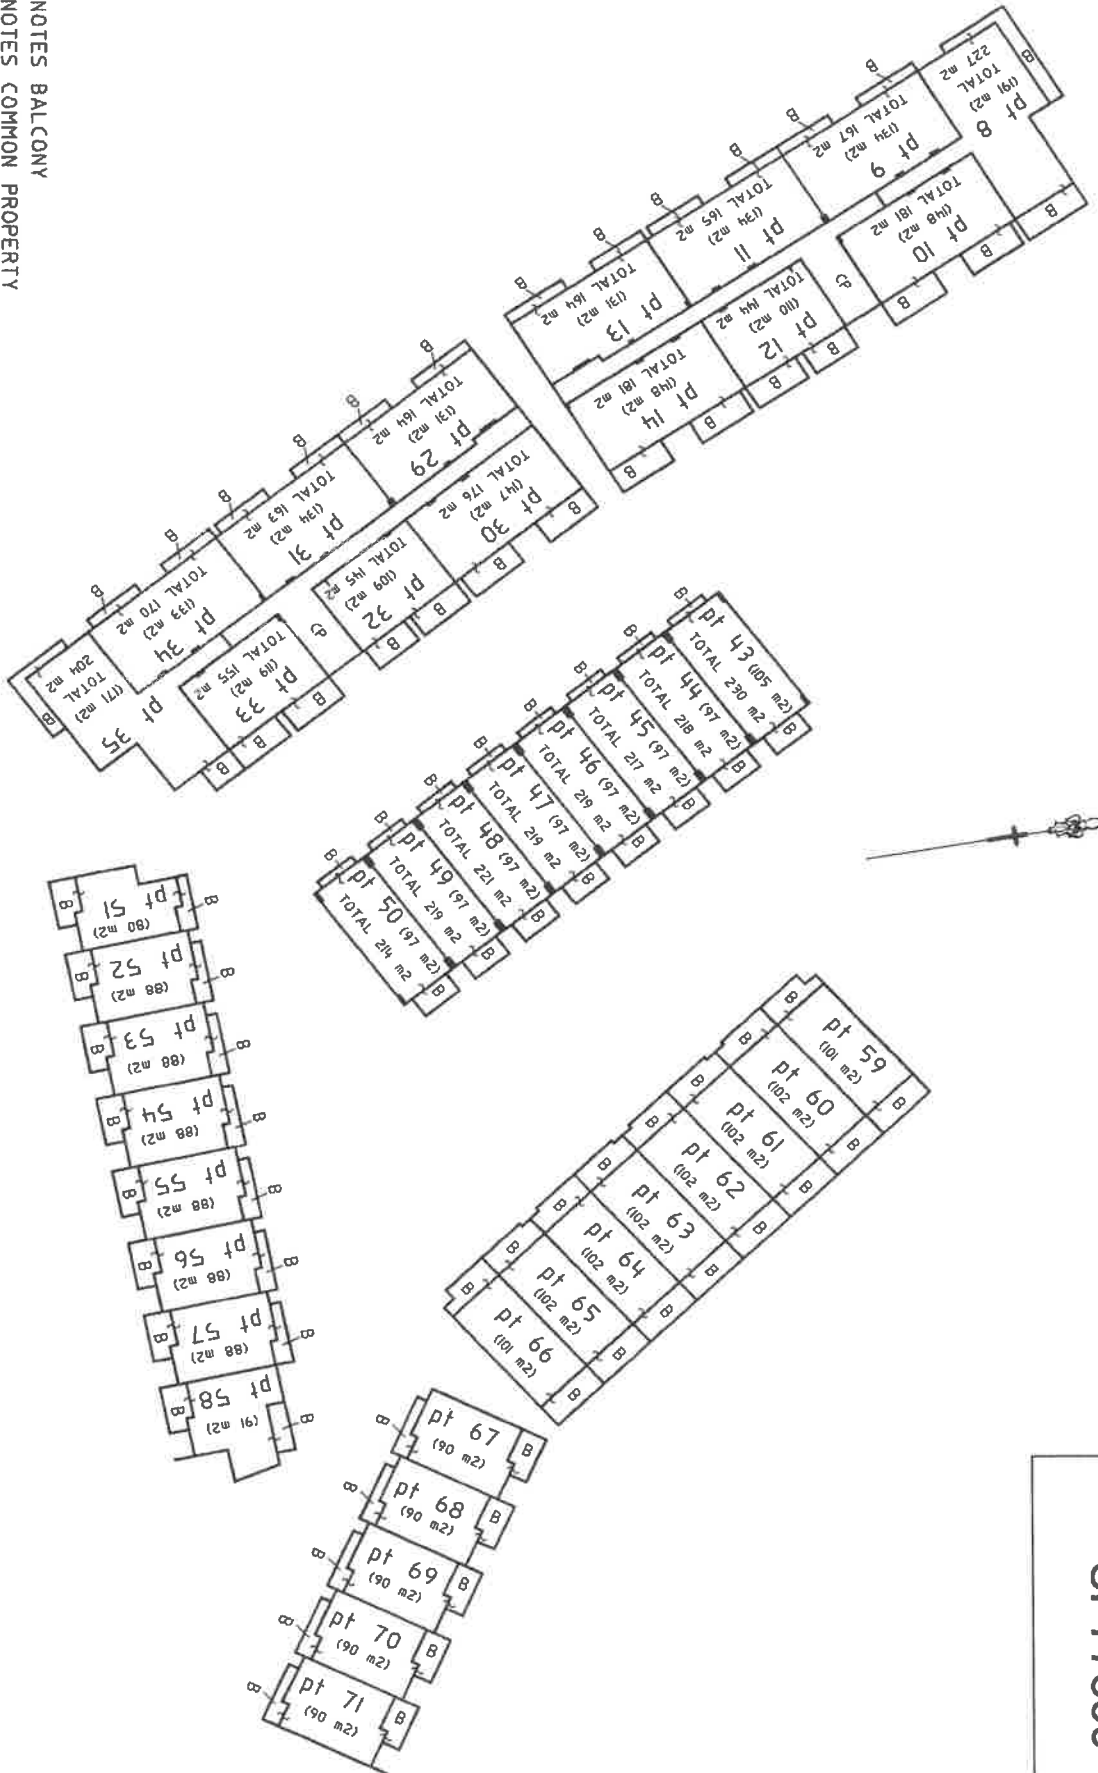 NOTES BALCONY
NOTES COMMON PROPERTY
B
B
pt 8
(191 m2)
TOTAL
227 m2
B
B
pt 9
(134 m2)
TOTAL 167 m2
B
B
pt 10
(148 m2)
TOTAL 181 m2
B
B
CP
pt 11
(134 m2)
TOTAL 165 m2
B
B
pt 12
(110 m2)
TOTAL 144 m2
B
B
pt 13
(131 m2)
TOTAL 164 m2
B
B
pt 14
(148 m2)
TOTAL 181 m2
B
B
pt 29
(131 m2)
TOTAL 164 m2
B
B
pt 30
(147 m2)
TOTAL 176 m2
B
B
pt 31
(134 m2)
TOTAL 163 m2
B
B
pt 32
(109 m2)
TOTAL 145 m2
B
B
CP
pt 33
(119 m2)
TOTAL 155 m2
B
B
pt 34
(133 m2)
TOTAL 170 m2
B
B
pt 35
(171 m2)
TOTAL
204 m2
B
B
pt 43 (105 m2)
TOTAL 230 m2
B
B
pt 44 (97 m2)
TOTAL 218 m2
B
B
pt 45 (97 m2)
TOTAL 217 m2
B
B
pt 46 (97 m2)
TOTAL 219 m2
B
B
pt 47 (97 m2)
TOTAL 219 m2
B
B
pt 48 (97 m2)
TOTAL 221 m2
B
B
pt 49 (97 m2)
TOTAL 219 m2
B
B
pt 50 (97 m2)
TOTAL 214 m2
B
B
pt 51
(80 m2)
B
B
pt 52
(88 m2)
B
B
pt 53
(88 m2)
B
B
pt 54
(88 m2)
B
B
pt 55
(88 m2)
B
B
pt 56
(88 m2)
B
B
pt 57
(88 m2)
B
B
pt 58
(91 m2)
B
B
pt 59
(101 m2)
B
B
pt 60
(102 m2)
B
B
pt 61
(102 m2)
B
B
pt 62
(102 m2)
B
B
pt 63
(102 m2)
B
B
pt 64
(102 m2)
B
B
pt 65
(102 m2)
B
B
pt 66
(101 m2)
B
B
pt 67
(90 m2)
B
B
pt 68
(90 m2)
B
B
pt 69
(90 m2)
B
B
pt 70
(90 m2)
B
B
pt 71
(90 m2)
B